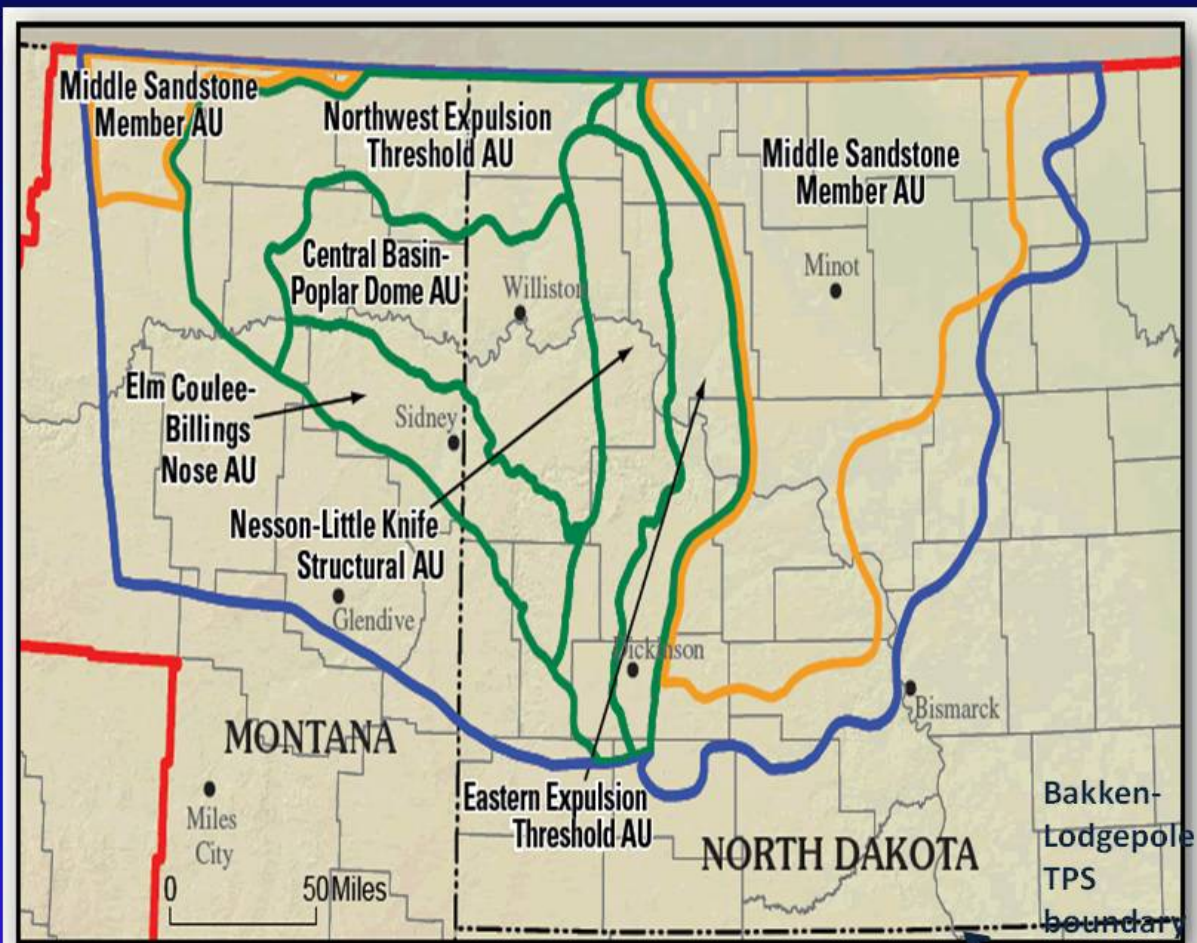 Middle Sandstone
Member AU
Northwest Expulsion
Threshold AU
Middle Sandstone
Member AU
Central Basin-
Poplar Dome AU
Williston
Minot
Elm Coulee-
Billings
Nose AU
Sidney
Nesson-Little Knife
Structural AU
Glendive
Dickinson
Bismarck
MONTANA
Miles
City
Eastern Expulsion
Threshold AU
NORTH DAKOTA
Bakken-
Lodgepole
TPS
boundary
0 50 Miles